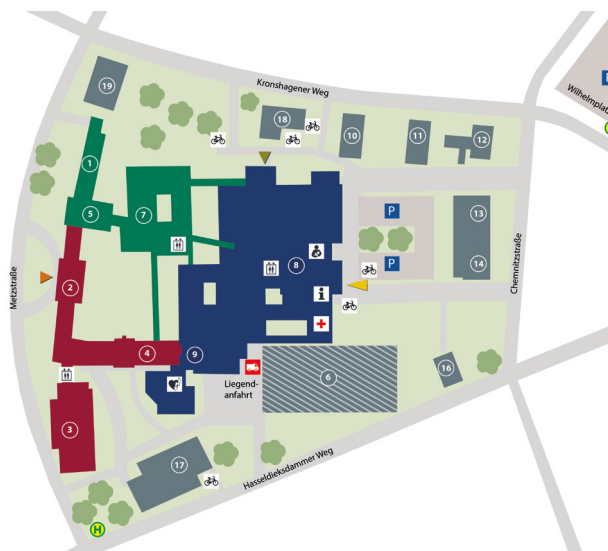 Kronshagener Weg
Wilhelmplatz
19
18
10
11
12
1
5
7
P
13
8
P
14
2
Metzstraße
Chemnitzstraße
i
9
4
6
16
Liegend-
anfahrt
3
17
Hasseldieksdammer Weg
H